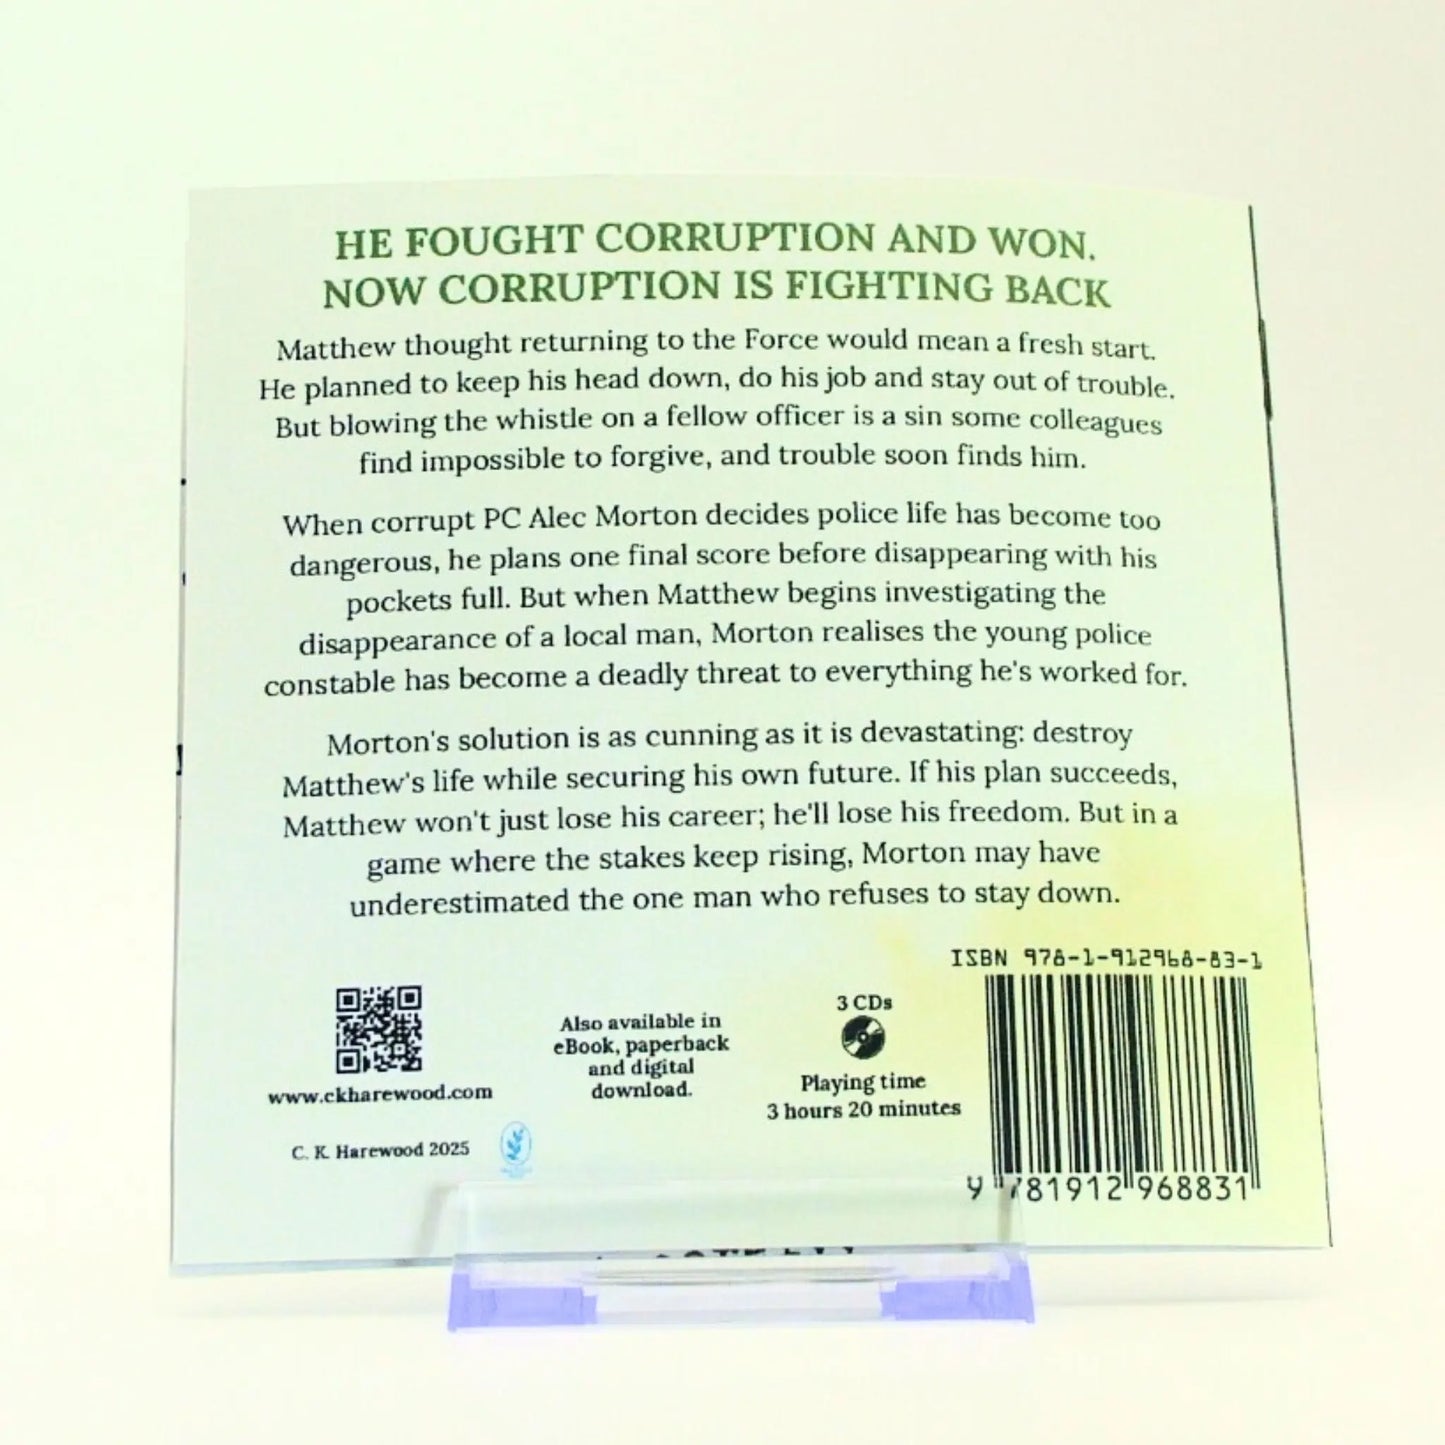 HE FOUGHT CORRUPTION AND WON.
NOW CORRUPTION IS FIGHTING BACK
Matthew thought returning to the Force would mean a fresh start.
He planned to keep his head down, do his job and stay out of trouble.
But blowing the whistle on a fellow officer is a sin some colleagues
find impossible to forgive, and trouble soon finds him.
When corrupt PC Alec Morton decides police life has become too
dangerous, he plans one final score before disappearing with his
pockets full. But when Matthew begins investigating the
disappearance of a local man, Morton realises the young police
constable has become a deadly threat to everything he's worked for.
Morton's solution is as cunning as it is devastating: destroy
Matthew's life while securing his own future. If his plan succeeds,
Matthew won't just lose his career; he'll lose his freedom. But in a
game where the stakes keep rising, Morton may have
underestimated the one man who refuses to stay down.
www.ckharewood.com
C. K. Harewood 2025
Also available in
eBook, paperback
and digital
download.
3 CDs
Playing time
3 hours 20 minutes
ISBN 978-1-912968-83-1
9 781912 968831